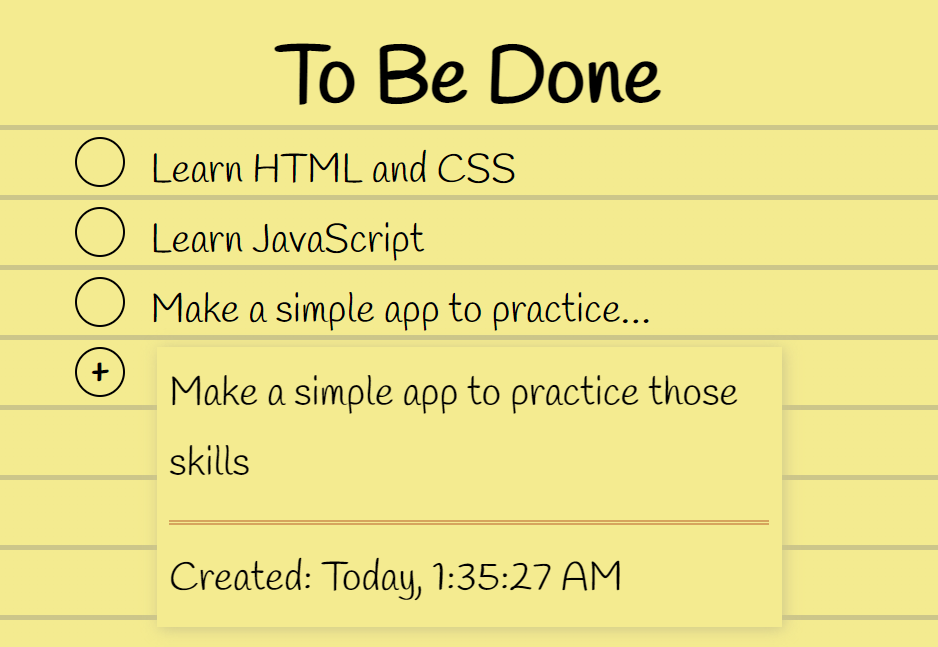 To Be Done
Learn HTML and CSS
Learn JavaScript
Make a simple app to practice...
+
Make a simple app to practice those
skills
Created: Today, 1:35:27 AM